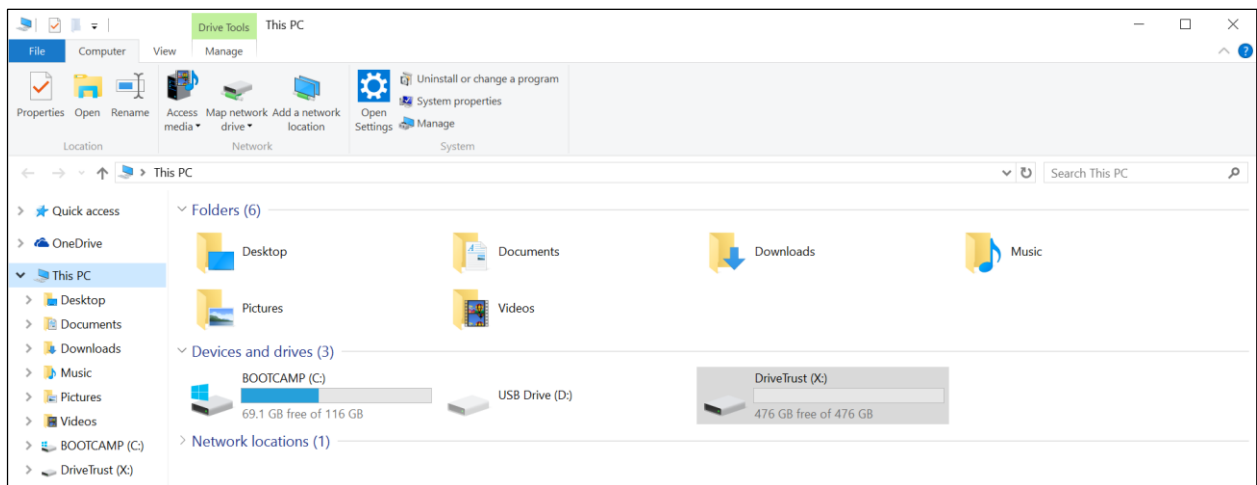 Drive Tools This PC
File Computer View Manage
Properties Open Rename Access media Map network drive Add a network location Open Settings Uninstall or change a program
System properties
Manage
Location Network System
This PC Search This PC
Quick access
OneDrive
This PC
Desktop
Documents
Downloads
Music
Pictures
Videos
BOOTCAMP (C:)
DriveTrust (X:)
Folders (6)
Desktop Documents Downloads Music
Pictures Videos
Devices and drives (3)
BOOTCAMP (C:)
69.1 GB free of 116 GB
USB Drive (D:)
DriveTrust (X:)
476 GB free of 476 GB
Network locations (1)